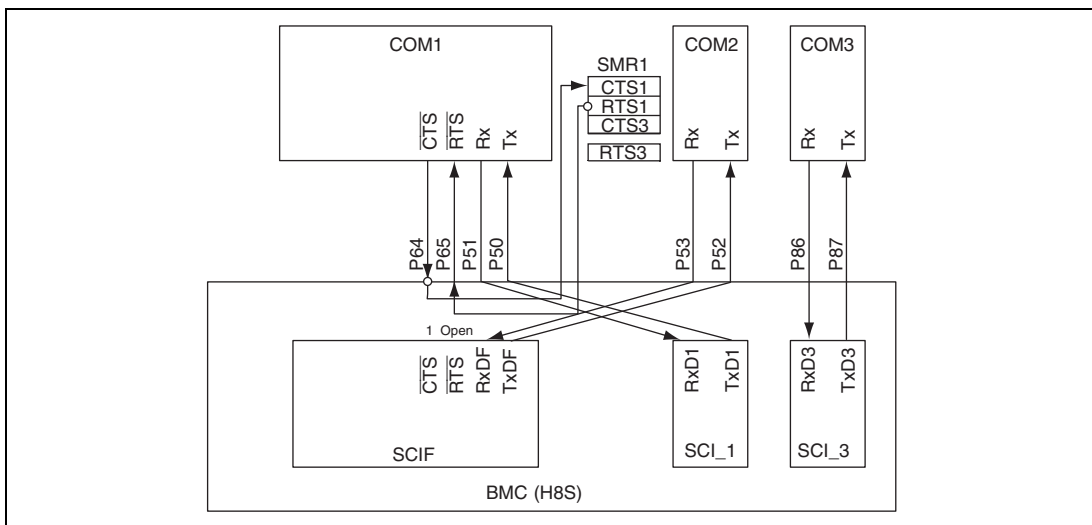 COM1
COM2
COM3
SMR1
CTS1
RTS1
CTS3
RTS3
CTS
RTS
Rx
Tx
Rx
Tx
Rx
Tx
P64
P65
P51
P50
P53
P52
P86
P87
1 Open
CTS
RTS
RxDF
TxDF
RxD1
TxD1
RxD3
TxD3
SCIF
SCI_1
SCI_3
BMC (H8S)